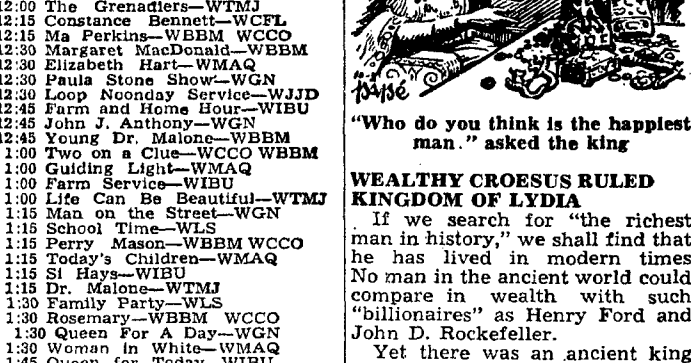 12:00 The Grenadiers—WTMJ
12:15 Constance Bennett—WCFL
12:15 Ma Perkins—WBBM WCCO
12:30 Margaret MacDonald—WBBM
12:30 Elizabeth Hart—WMAQ
12:30 Paula Stone Show—WGN
12:30 Loop Noonday Service—WJJD
12:45 Farm and Home Hour—WIBU
12:45 John J. Anthony—WGN
12:45 Young Dr. Malone—WBBM
1:00 Two on a Clue—WCCO WBBM
1:00 Guiding Light—WMAQ
1:00 Farm Service—WIBU
1:00 Life Can Be Beautiful—WTMJ
1:15 Man on the Street—WGN
1:15 School Time—WLS
1:15 Perry Mason—WBBM WCCO
1:15 Today's Children—WMAQ
1:15 Si Hays—WIBU
1:15 Dr. Malone—WTMJ
1:30 Family Party—WLS
1:30 Rosemary—WBBM WCCO
1:30 Queen For A Day—WGN
1:30 Woman in White—WMAQ
1:45 Queen for Today—WIBU
papé
"Who do you think is the happiest
man." asked the king
WEALTHY CROESUS RULED
KINGDOM OF LYDIA
If we search for "the richest
man in history," we shall find that
he has lived in modern times
No man in the ancient world could
compare in wealth with such
"billionaires" as Henry Ford and
John D. Rockefeller.
Yet there was an ancient king